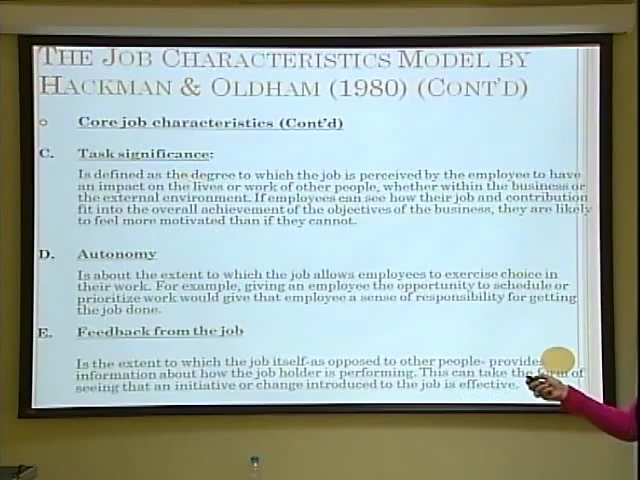 THE JOB CHARACTERISTICS MODEL BY
HACKMAN & OLDHAM (1980) (CONT'D)
Core job characteristics (Cont'd)
C. Task significance:
Is defined as the degree to which the job is perceived by the employee to have
an impact on the lives or work of other people, whether within the business or
the external environment. If employees can see how their job and contribution
fit into the overall achievement of the objectives of the business, they are likely
to feel more motivated than if they cannot.
D. Autonomy
Is about the extent to which the job allows employees to exercise choice in
their work. For example, giving an employee the opportunity to schedule or
prioritize work would give that employee a sense of responsibility for getting
the job done.
E. Feedback from the job
Is the extent to which the job itself-as opposed to other people- provides
information about how the job holder is performing. This can take the form of
seeing that an initiative or change introduced to the job is effective.